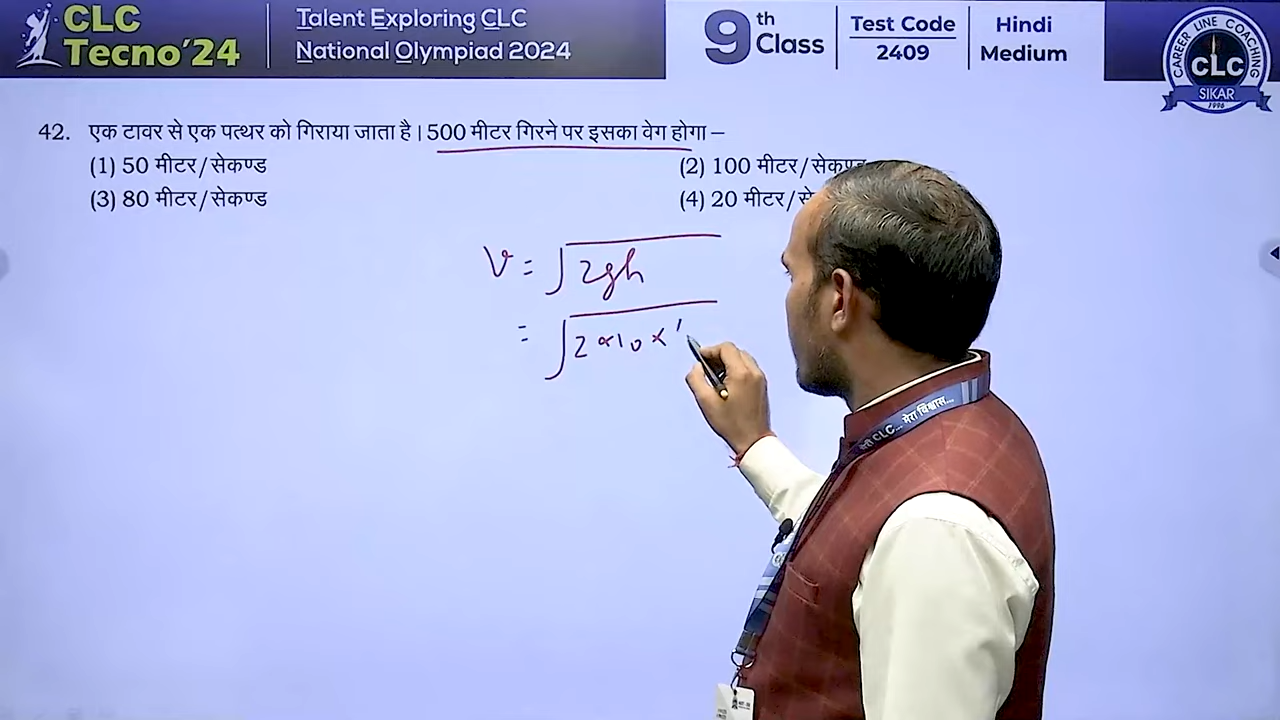 CLC
Tecno'24
Talent Exploring CLC
National Olympiad 2024
9th Class
Test Code
2409
Hindi
Medium
CAREER LINE COACHING
CLC
SIKAR
1996
42. एक टावर से एक पत्थर को गिराया जाता है। 500 मीटर गिरने पर इसका वेग होगा –
(1) 50 मीटर/सेकण्ड (2) 100 मीटर/सेकण्ड
(3) 80 मीटर/सेकण्ड (4) 20 मीटर/से
V = √2gh
= √2×10×
CLC... मेरा विश्वास...